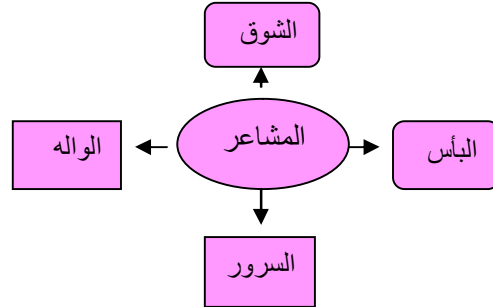 الشوق
المشاعر
البأس
الواله
السرور